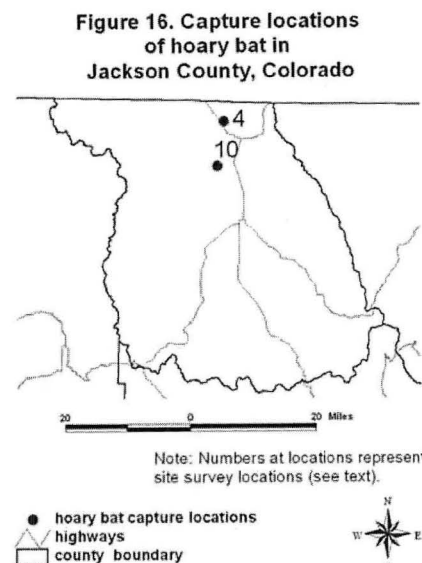 Figure 16. Capture locations
of hoary bat in
Jackson County, Colorado
4
10
20 0 20 Miles
Note: Numbers at locations represent
site survey locations (see text).
N
hoary bat capture locations
highways
W E
county boundary